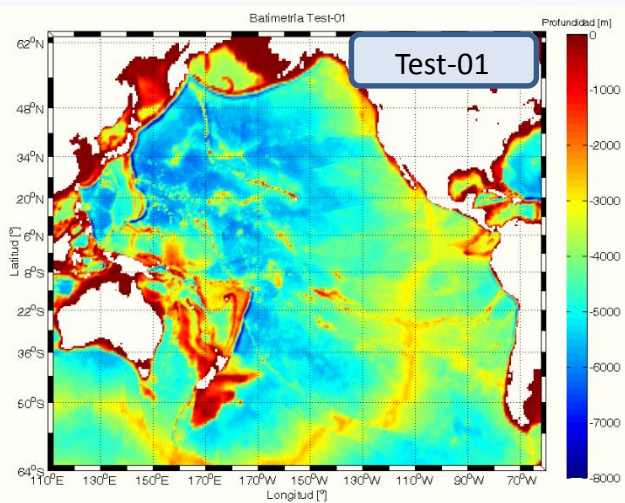 Batimetría Test-01
Profundidad [m]
Test-01
62°N
48°N
34°N
20°N
6°N
8°S
22°S
36°S
50°S
64°S
Latitud [°]
110°E 130°E 150°E 170°E 170°W 150°W 130°W 110°W 90°W 70°W
Longitud [°]
0
-1000
-2000
-3000
-4000
-5000
-6000
-7000
-8000